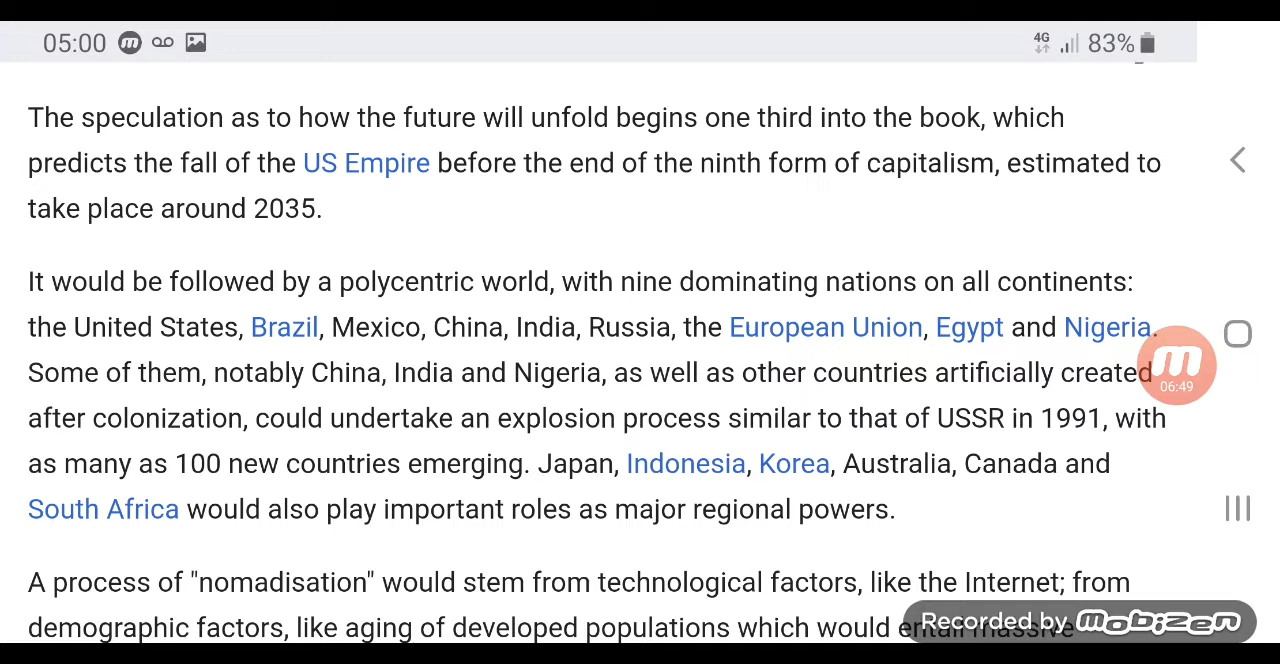 05:00
4G 83%
The speculation as to how the future will unfold begins one third into the book, which
predicts the fall of the US Empire before the end of the ninth form of capitalism, estimated to
take place around 2035.
It would be followed by a polycentric world, with nine dominating nations on all continents:
the United States, Brazil, Mexico, China, India, Russia, the European Union, Egypt and Nigeria.
Some of them, notably China, India and Nigeria, as well as other countries artificially created
after colonization, could undertake an explosion process similar to that of USSR in 1991, with
as many as 100 new countries emerging. Japan, Indonesia, Korea, Australia, Canada and
South Africa would also play important roles as major regional powers.
A process of "nomadisation" would stem from technological factors, like the Internet; from
demographic factors, like aging of developed populations which would entail massive
m
06:49
Recorded by mobizen